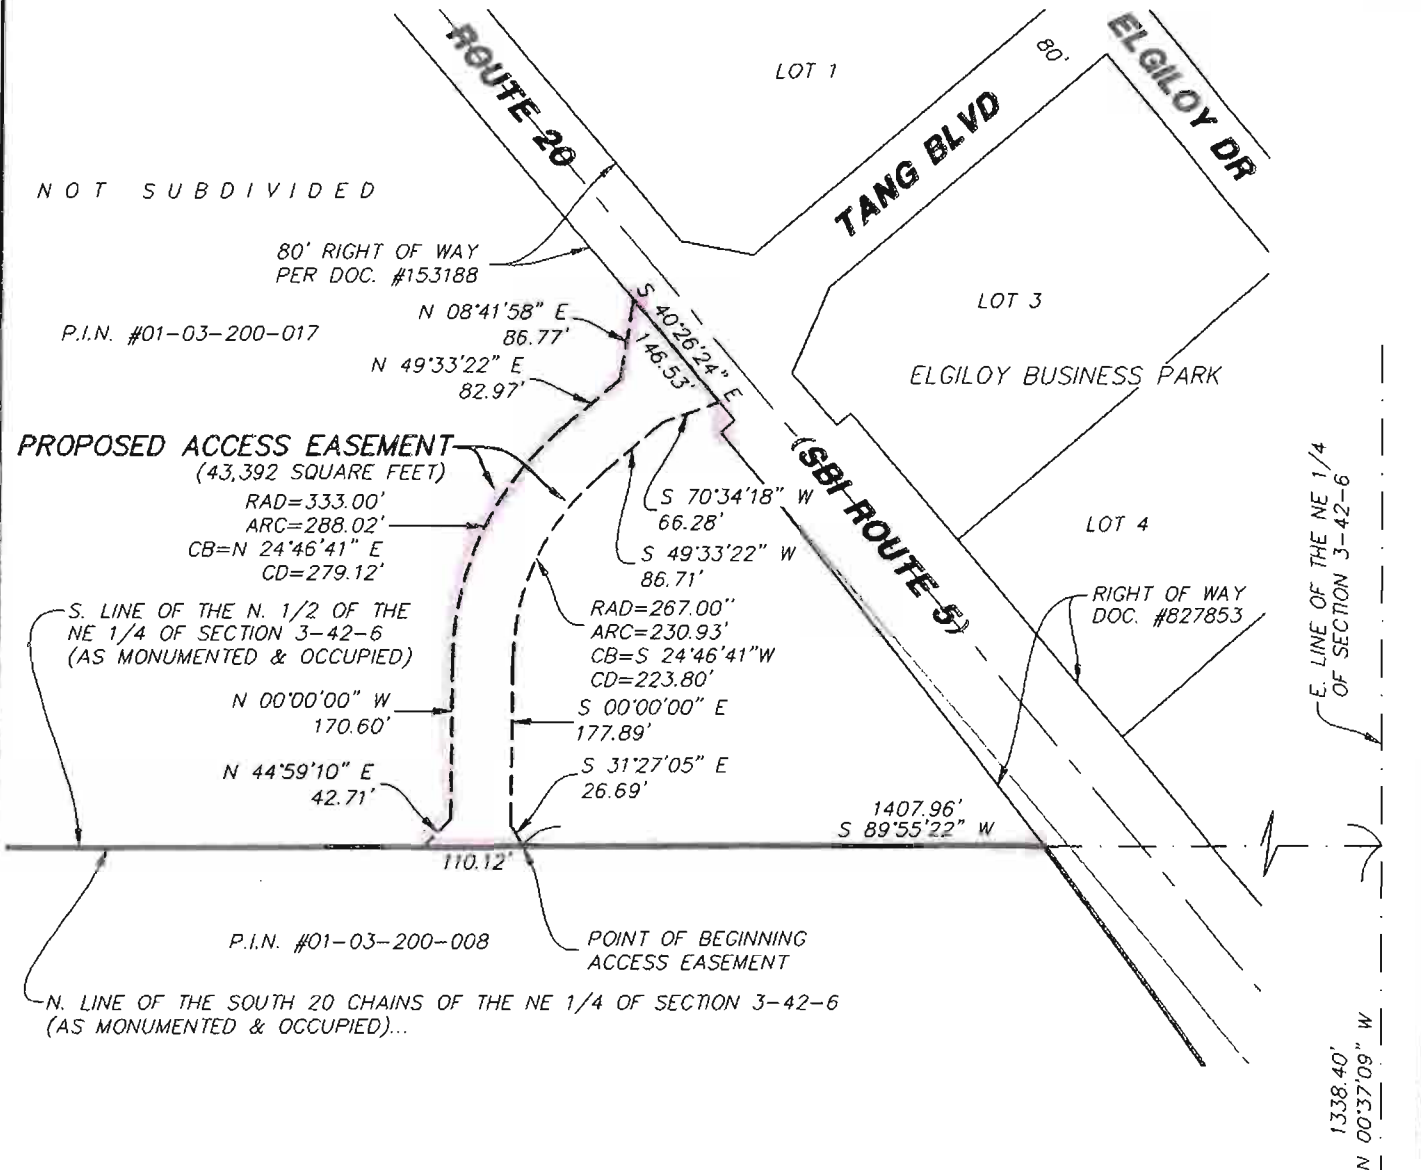 ROUTE 20
LOT 1
80'
ELGILOY DR
TANG BLVD
NOT SUBDIVIDED
80' RIGHT OF WAY
PER DOC. #153188
LOT 3
P.I.N. #01-03-200-017
N 08°41'58" E
86.77'
S 40°26'24" E
146.53'
N 49°33'22" E
82.97'
ELGILOY BUSINESS PARK
PROPOSED ACCESS EASEMENT
(43,392 SQUARE FEET)
RAD=333.00'
ARC=288.02'
CB=N 24°46'41" E
CD=279.12'
(SBI ROUTE 5)
S 70°34'18" W
66.28'
S 49°33'22" W
86.71'
LOT 4
E. LINE OF THE NE 1/4
OF SECTION 3-42-6
RAD=267.00"
ARC=230.93'
CB=S 24°46'41"W
CD=223.80'
RIGHT OF WAY
DOC. #827853
S. LINE OF THE N. 1/2 OF THE
NE 1/4 OF SECTION 3-42-6
(AS MONUMENTED & OCCUPIED)
N 00°00'00" W
170.60'
S 00°00'00" E
177.89'
N 44°59'10" E
42.71'
S 31°27'05" E
26.69'
1407.96'
S 89°55'22" W
110.12'
P.I.N. #01-03-200-008
POINT OF BEGINNING
ACCESS EASEMENT
N. LINE OF THE SOUTH 20 CHAINS OF THE NE 1/4 OF SECTION 3-42-6
(AS MONUMENTED & OCCUPIED)...
1338.40'
N 00°37'09" W